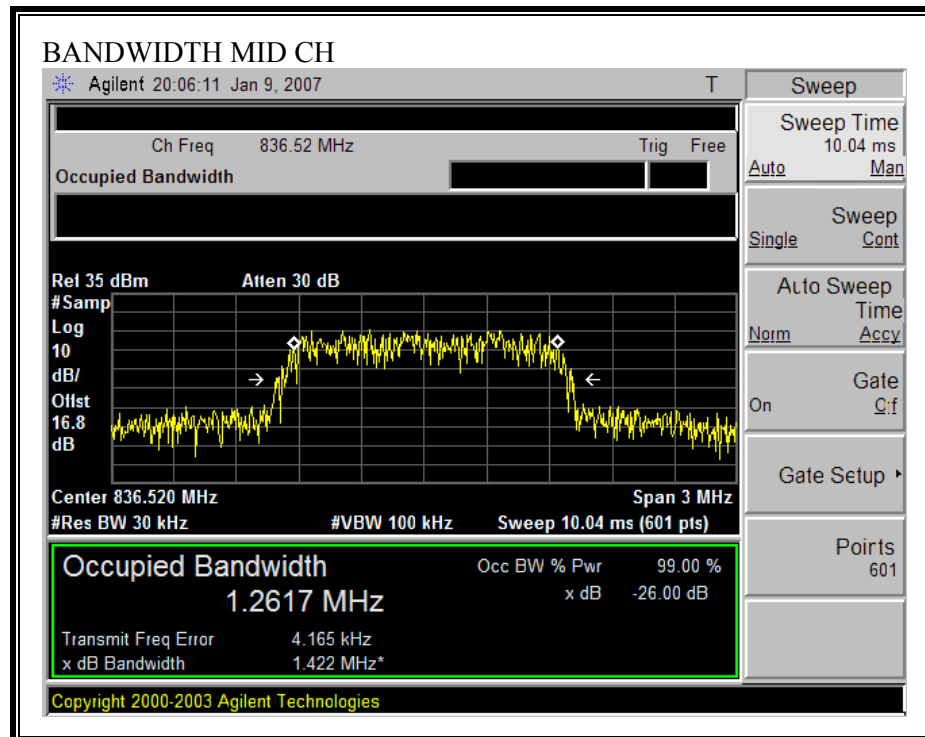 BANDWIDTH MID CH
Agilent 20:06:11 Jan 9, 2007 T
Sweep
Ch Freq 836.52 MHz Trig Free
Occupied Bandwidth
Sweep Time
10.04 ms
Auto Man
Sweep
Single Cont
Ref 35 dBm Atten 30 dB
#Samp
Log
10
dB/
Offst
16.8
dB
Auto Sweep
Time
Norm Accy
Gate
On Off
Gate Setup
Center 836.520 MHz Span 3 MHz
#Res BW 30 kHz #VBW 100 kHz Sweep 10.04 ms (601 pts)
Points
601
Occupied Bandwidth Occ BW % Pwr 99.00 %
1.2617 MHz x dB -26.00 dB
Transmit Freq Error 4.165 kHz
x dB Bandwidth 1.422 MHz*
Copyright 2000-2003 Agilent Technologies